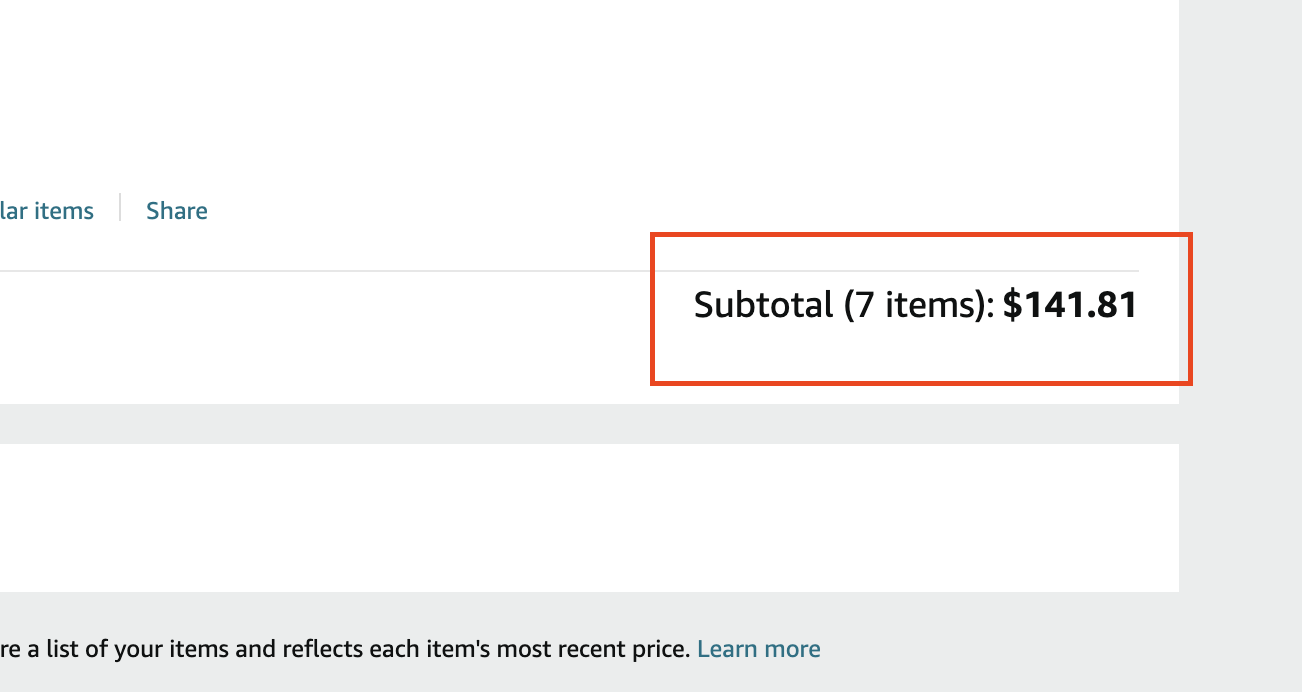 lar items Share
Subtotal (7 items): $141.81
re a list of your items and reflects each item's most recent price. Learn more